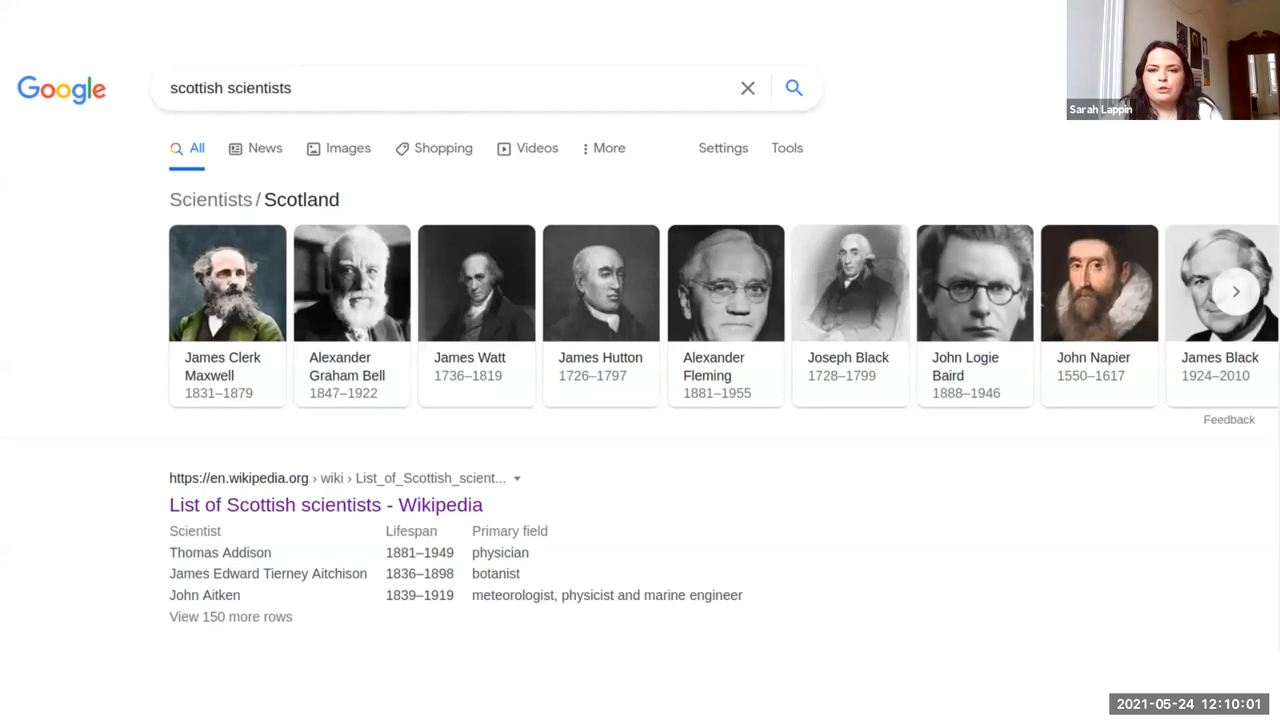 Sarah Lappin
Google
scottish scientists
All News Images Shopping Videos More Settings Tools
Scientists / Scotland
James Clerk Maxwell
1831–1879
Alexander Graham Bell
1847–1922
James Watt
1736–1819
James Hutton
1726–1797
Alexander Fleming
1881–1955
Joseph Black
1728–1799
John Logie Baird
1888–1946
John Napier
1550–1617
James Black
1924–2010
Feedback
https://en.wikipedia.org › wiki › List_of_Scottish_scient...
List of Scottish scientists - Wikipedia
Scientist Lifespan Primary field
Thomas Addison 1881–1949 physician
James Edward Tierney Aitchison 1836–1898 botanist
John Aitken 1839–1919 meteorologist, physicist and marine engineer
View 150 more rows
2021-05-24 12:10:01